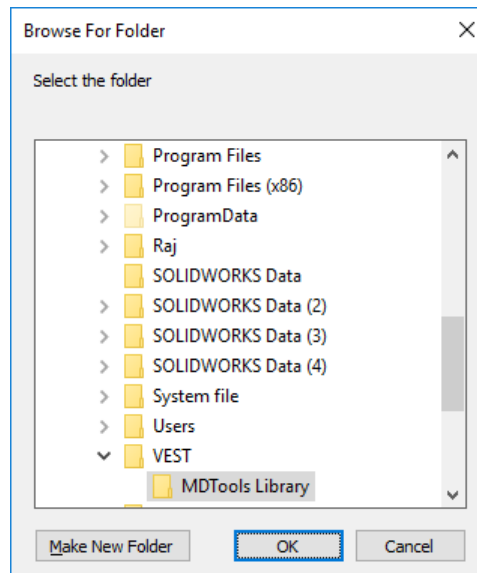 Browse For Folder
Select the folder
Program Files
Program Files (x86)
ProgramData
Raj
SOLIDWORKS Data
SOLIDWORKS Data (2)
SOLIDWORKS Data (3)
SOLIDWORKS Data (4)
System file
Users
VEST
MDTools Library
Make New Folder OK Cancel